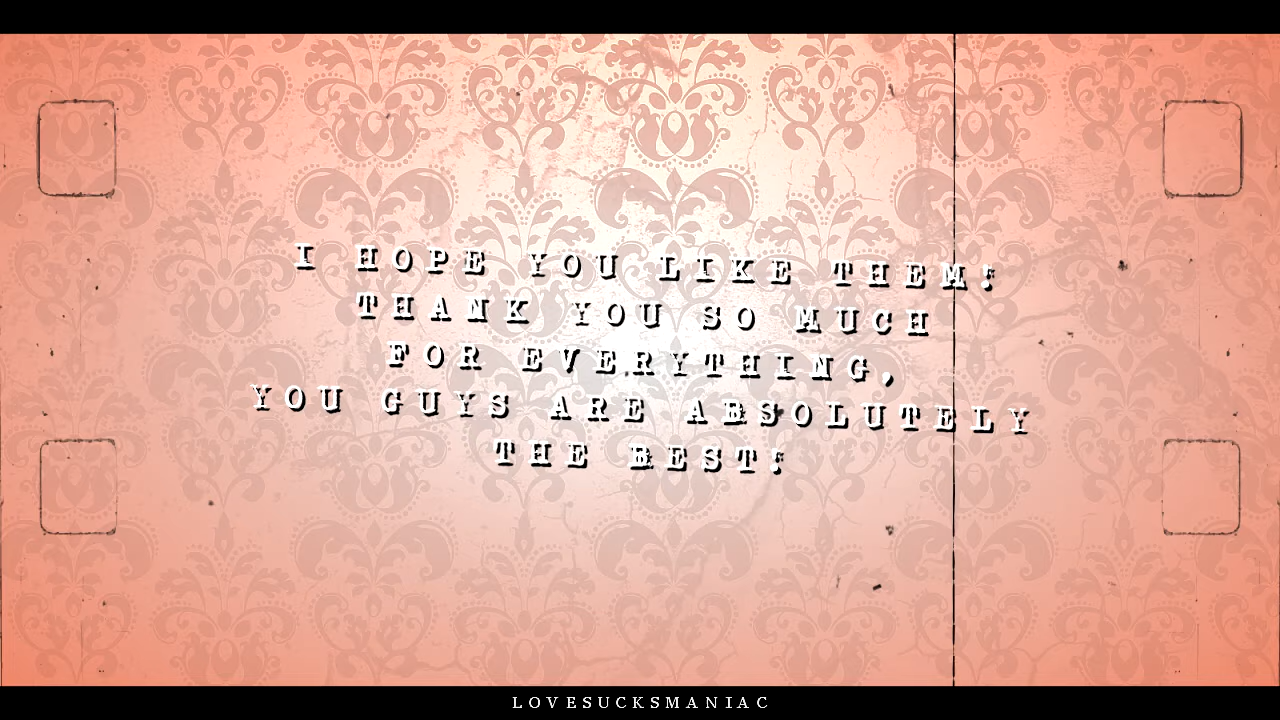 I HOPE YOU LIKE THEM!
THANK YOU SO MUCH
FOR EVERYTHING,
YOU GUYS ARE ABSOLUTELY
THE BEST!
LOVESUCKSMANIAC